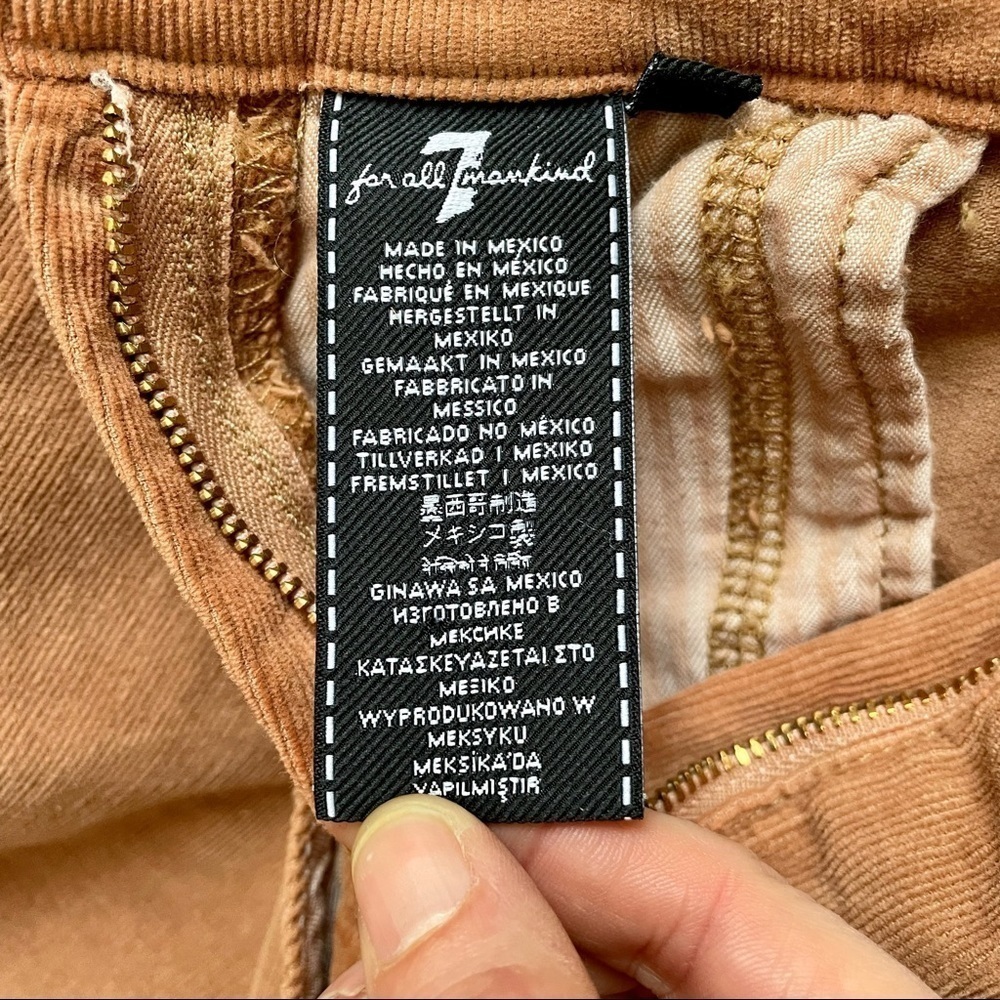 for all 7 mankind
MADE IN MEXICO
HECHO EN MÉXICO
FABRIQUÉ EN MEXIQUE
HERGESTELLT IN
MEXIKO
GEMAAKT IN MEXICO
FABBRICATO IN
MESSICO
FABRICADO NO MÉXICO
TILLVERKAD I MEXIKO
FREMSTILLET I MEXICO
墨西哥制造
メキシコ製
GINAWA SA MEXICO
ИЗГОТОВЛЕНО В
МЕКСИКЕ
ΚΑΤΑΣΚΕΥΑΖΕΤΑΙ ΣΤΟ
ΜΕΞΙΚΟ
WYPRODUKOWANO W
MEKSYKU
MEKSİKA'DA
YAPILMIŞTIR